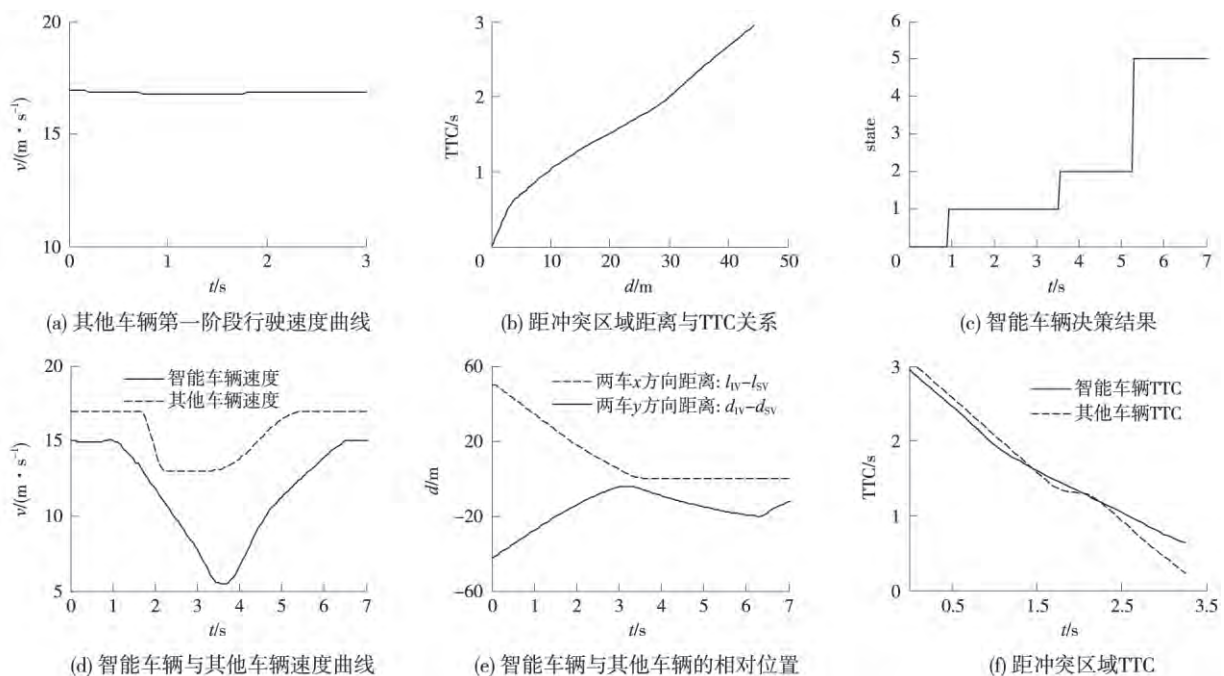 20
15
10
v/(m·s⁻¹)
0
1
2
3
t/s
(a) 其他车辆第一阶段行驶速度曲线
3
2
1
TTC/s
0
10
20
30
40
50
d/m
(b) 距冲突区域距离与TTC关系
6
5
4
3
2
1
state
0
1
2
3
4
5
6
7
t/s
(c) 智能车辆决策结果
20
15
10
5
v/(m·s⁻¹)
智能车辆速度
其他车辆速度
0
1
2
3
4
5
6
7
t/s
(d) 智能车辆与其他车辆速度曲线
60
20
-20
-60
d/m
两车x方向距离: lIV-lSV
两车y方向距离: dIV-dSV
0
1
2
3
4
5
6
7
t/s
(e) 智能车辆与其他车辆的相对位置
3
2
1
0
TTC/s
智能车辆TTC
其他车辆TTC
0.5
1.5
2.5
3.5
t/s
(f) 距冲突区域TTC